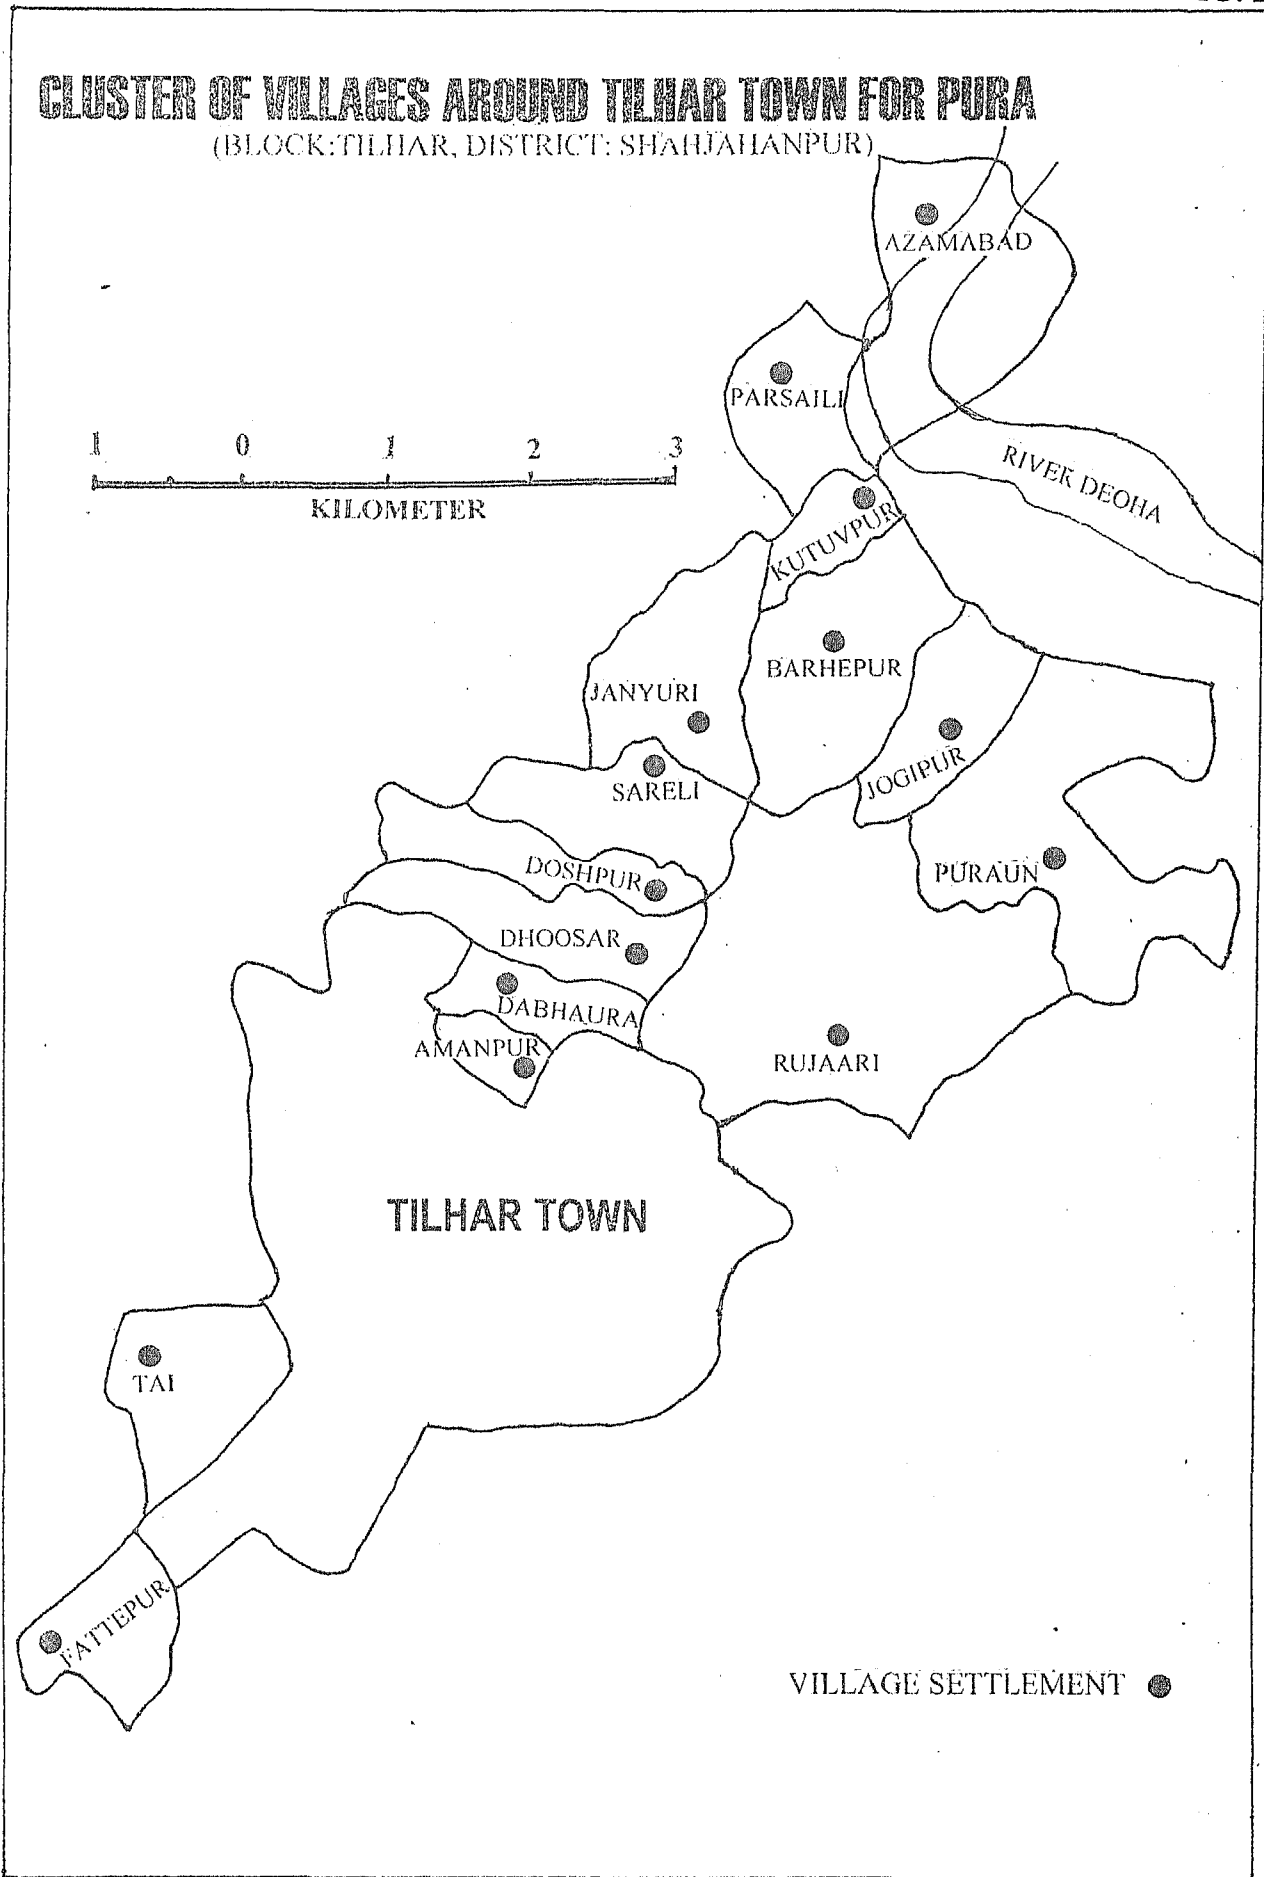 CLUSTER OF VILLAGES AROUND TILHAR TOWN FOR PURA
(BLOCK:TILHAR, DISTRICT: SHAHJAHANPUR)
AZAMABAD
PARSAILI
1 0 1 2 3
KILOMETER
RIVER DEOHA
KUTUVPUR
BARHEPUR
JANYURI
JOGIPUR
SARELI
PURAUN
DOSHPUR
DHOOSAR
DABHAURA
AMANPUR
RUJAARI
TILHAR TOWN
TAI
FATTEPUR
VILLAGE SETTLEMENT